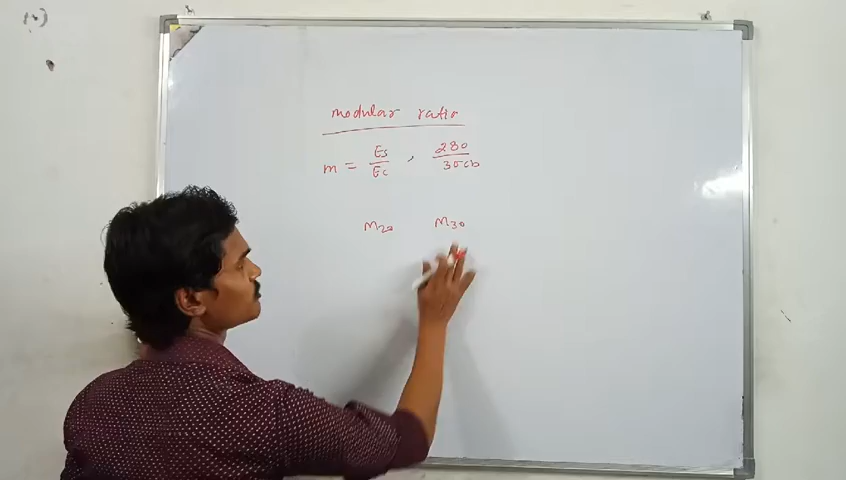 modular ratio
m = Es/Ec , 280/3σcb
M20 M30